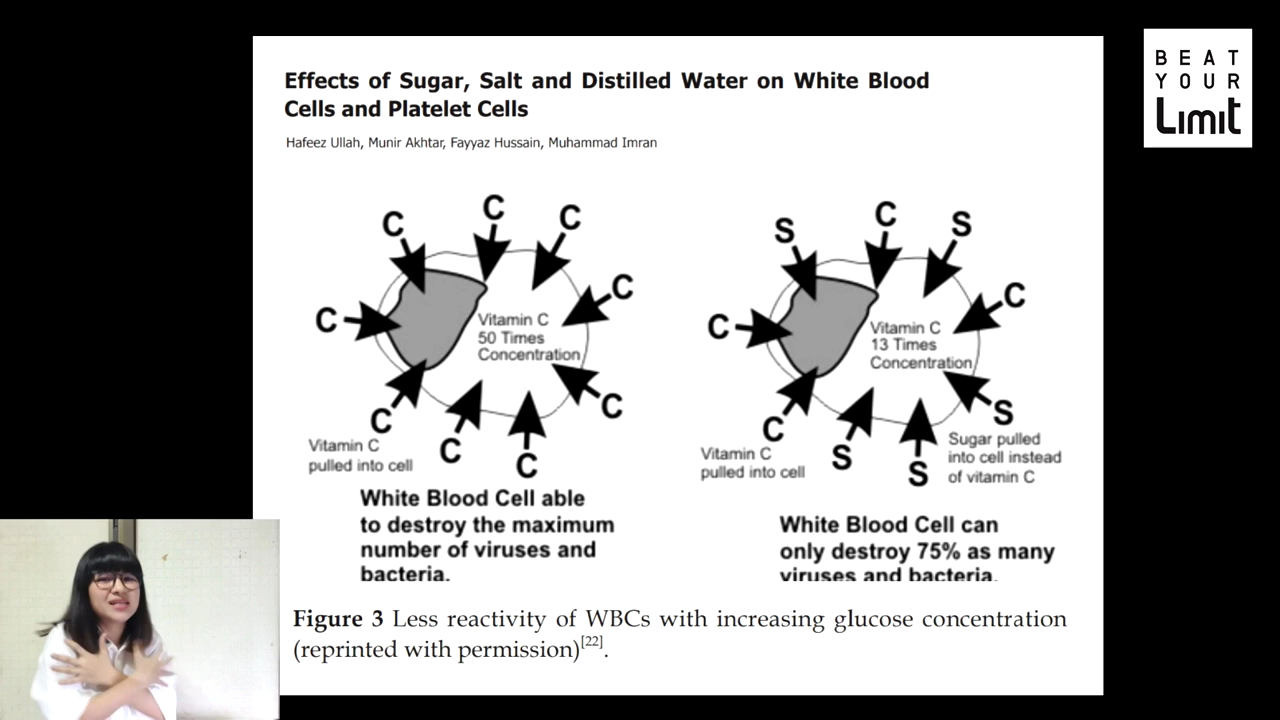 BEAT
YOUR
Limit
Effects of Sugar, Salt and Distilled Water on White Blood
Cells and Platelet Cells
Hafeez Ullah, Munir Akhtar, Fayyaz Hussain, Muhammad Imran
C
C
C
C
C
C
C
C
C
Vitamin C
50 Times
Concentration
Vitamin C
pulled into cell
White Blood Cell able
to destroy the maximum
number of viruses and
bacteria.
S
C
S
C
C
S
C
S
S
Vitamin C
13 Times
Concentration
Vitamin C
pulled into cell
Sugar pulled
into cell instead
of vitamin C
White Blood Cell can
only destroy 75% as many
viruses and bacteria.
Figure 3 Less reactivity of WBCs with increasing glucose concentration
(reprinted with permission)[22].